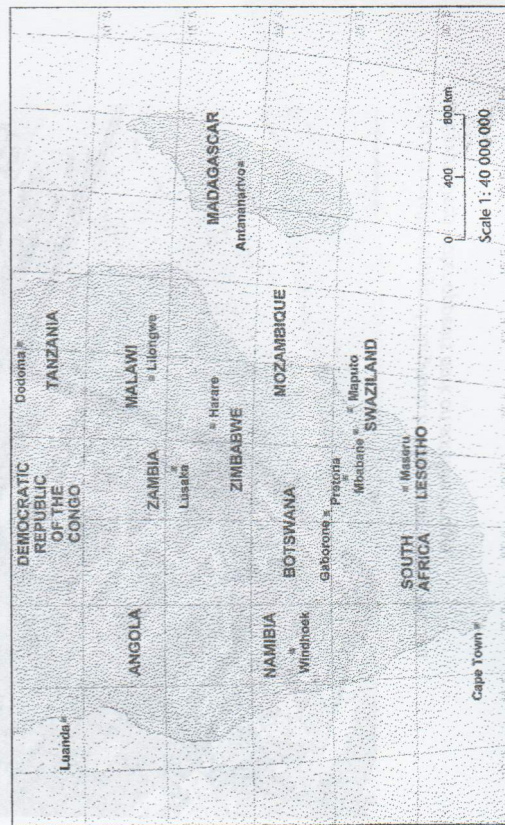 Dodoma
TANZANIA
DEMOCRATIC
REPUBLIC
OF THE
CONGO
Luanda
MALAWI
Lilongwe
ZAMBIA
Lusaka
ANGOLA
Harare
ZIMBABWE
MADAGASCAR
Antananarivo
MOZAMBIQUE
BOTSWANA
NAMIBIA
Windhoek
Gaborone
Pretoria
Mbabane
Maputo
SWAZILAND
Maseru
LESOTHO
SOUTH
AFRICA
Cape Town
0 400 800 km
Scale 1: 40 000 000